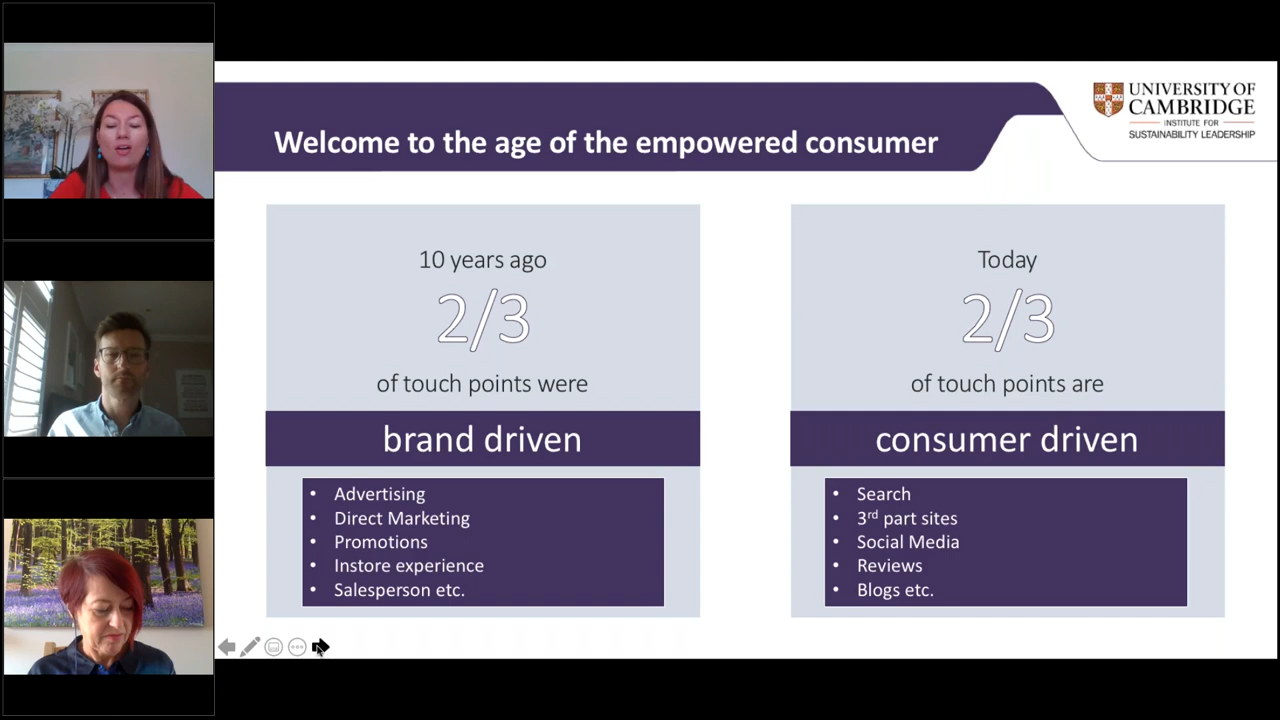 Welcome to the age of the empowered consumer
UNIVERSITY OF
CAMBRIDGE
INSTITUTE FOR
SUSTAINABILITY LEADERSHIP
10 years ago
2/3
of touch points were
brand driven
• Advertising
• Direct Marketing
• Promotions
• Instore experience
• Salesperson etc.
Today
2/3
of touch points are
consumer driven
• Search
• 3rd part sites
• Social Media
• Reviews
• Blogs etc.